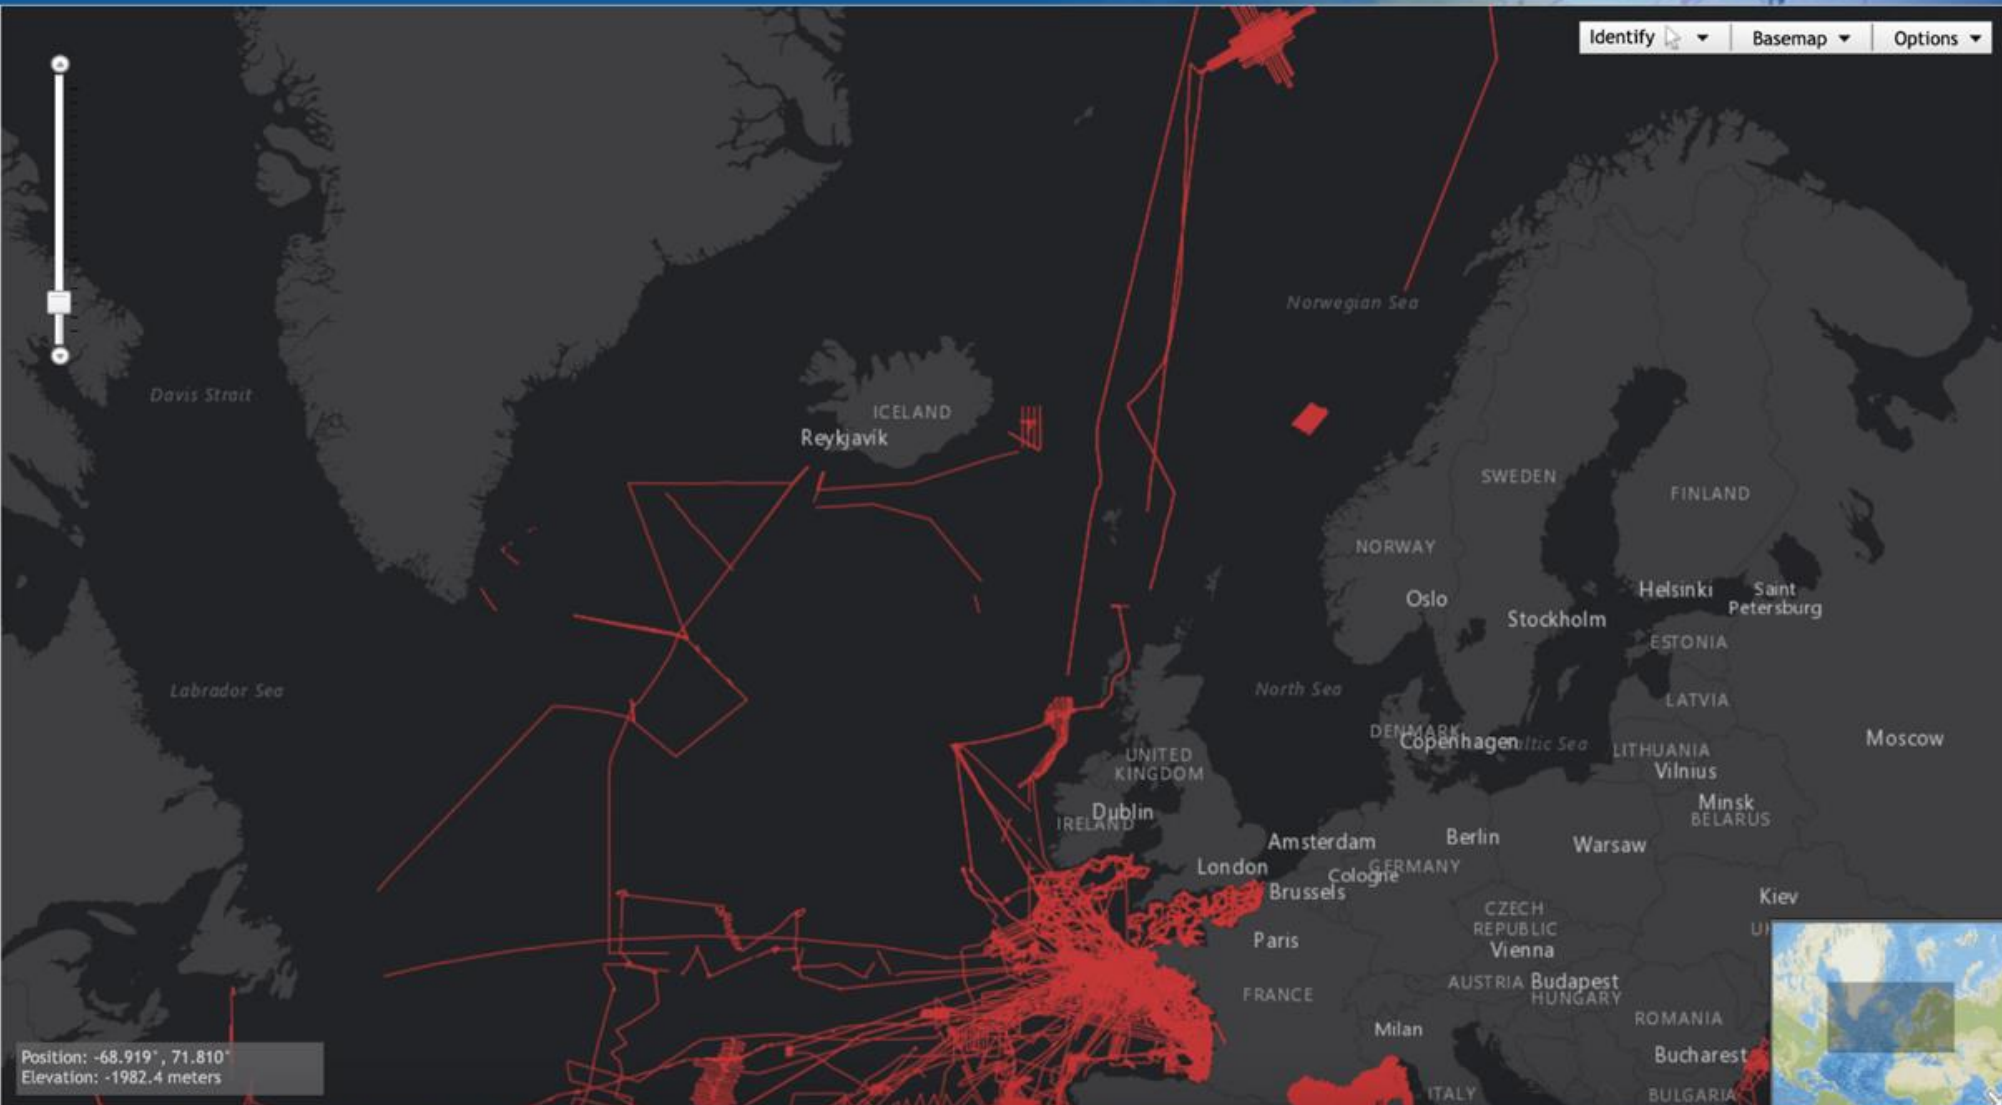 Identify
Basemap
Options
Norwegian Sea
Davis Strait
ICELAND
Reykjavík
SWEDEN
FINLAND
NORWAY
Oslo
Helsinki
Saint
Petersburg
Stockholm
ESTONIA
Labrador Sea
North Sea
LATVIA
DENMARK
Copenhagen
altic Sea
LITHUANIA
Moscow
UNITED
KINGDOM
Vilnius
Dublin
IRELAND
Minsk
BELARUS
Amsterdam
Berlin
Warsaw
London
GERMANY
Cologne
Brussels
Kiev
CZECH
REPUBLIC
Paris
Vienna
U
FRANCE
AUSTRIA
Budapest
HUNGARY
ROMANIA
Milan
Bucharest
ITALY
BULGARIA
Position: -68.919°, 71.810°
Elevation: -1982.4 meters